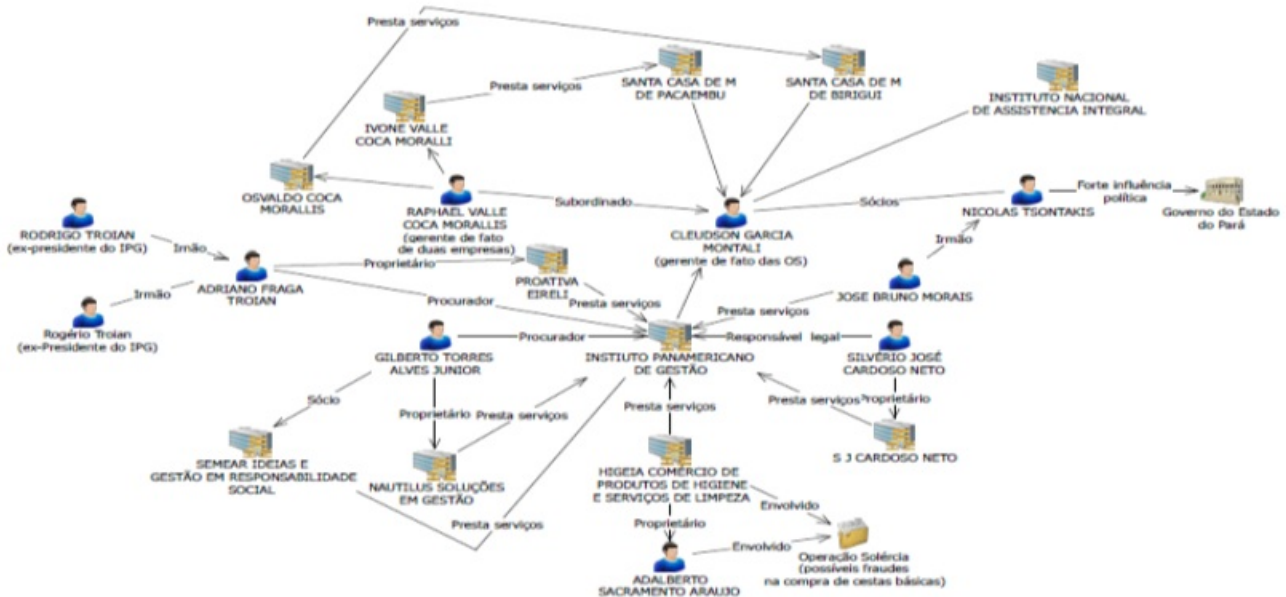 Presta serviços
SANTA CASA DE M
DE PACAEMBU
SANTA CASA DE M
DE BIRIGUI
INSTITUTO NACIONAL
DE ASSISTENCIA INTEGRAL
Presta serviços
IVONE VALLE
COCA MORALLI
OSVALDO COCA
MORALLIS
RAPHAEL VALLE
COCA MORALLIS
(gerente de fato
de duas empresas)
Subordinado
CLEUDSON GARCIA
MONTALI
(gerente de fato das OS)
Sócios
NICOLAS TSONTAKIS
Forte influência
política
Governo do Estado
do Pará
RODRIGO TROIAN
(ex-presidente do IPG)
Irmão
ADRIANO FRAGA
TROIAN
Irmão
Rogério Troian
(ex-Presidente do IPG)
Proprietário
PROATIVA
EIRELI
Procurador
Presta serviços
Irmão
JOSE BRUNO MORAIS
Presta serviços
GILBERTO TORRES
ALVES JUNIOR
Procurador
INSTIUTO PANAMERICANO
DE GESTÃO
Responsável legal
SILVÉRIO JOSÉ
CARDOSO NETO
Sócio
Proprietário
Presta serviços
Presta serviços
Presta serviços
Proprietário
SEMEAR IDEIAS E
GESTÃO EM RESPONSABILIDADE
SOCIAL
NAUTILUS SOLUÇÕES
EM GESTÃO
HIGEIA COMÉRCIO DE
PRODUTOS DE HIGIENE
E SERVIÇOS DE LIMPEZA
S J CARDOSO NETO
Presta serviços
Proprietário
Envolvido
Envolvido
ADALBERTO
SACRAMENTO ARAUJO
Operação Solércia
(possíveis fraudes
na compra de cestas básicas)